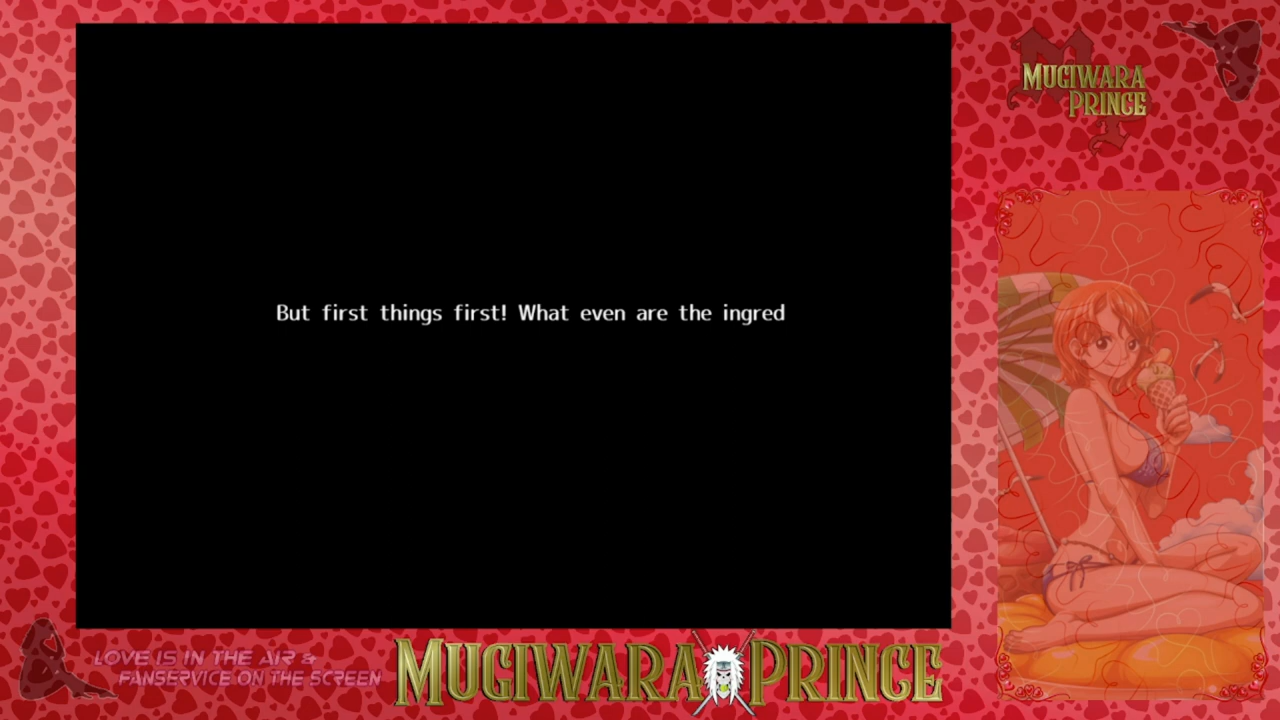 MUGIWARA
PRINCE
But first things first! What even are the ingred
LOVE IS IN THE AIR &
FANSERVICE ON THE SCREEN
MUGIWARA PRINCE